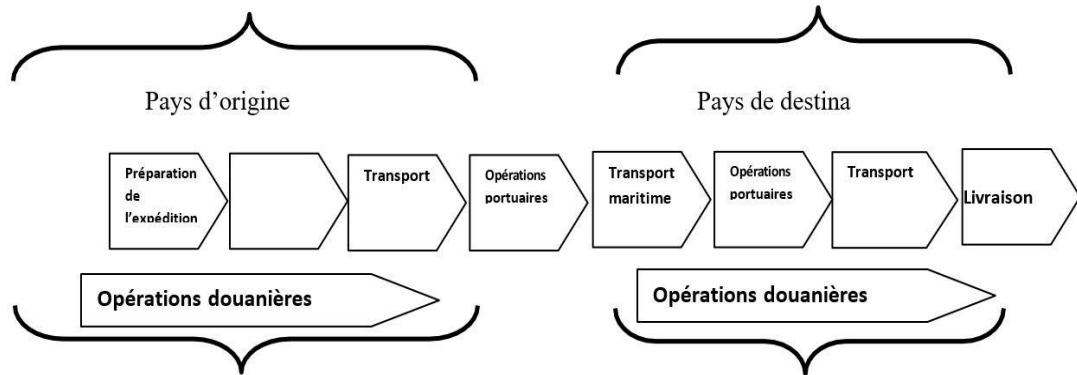 Pays d’origine
Pays de destina
Préparation
de
l’expédition
Transport
Opérations
portuaires
Transport
maritime
Opérations
portuaires
Transport
Livraison
Opérations douanières
Opérations douanières